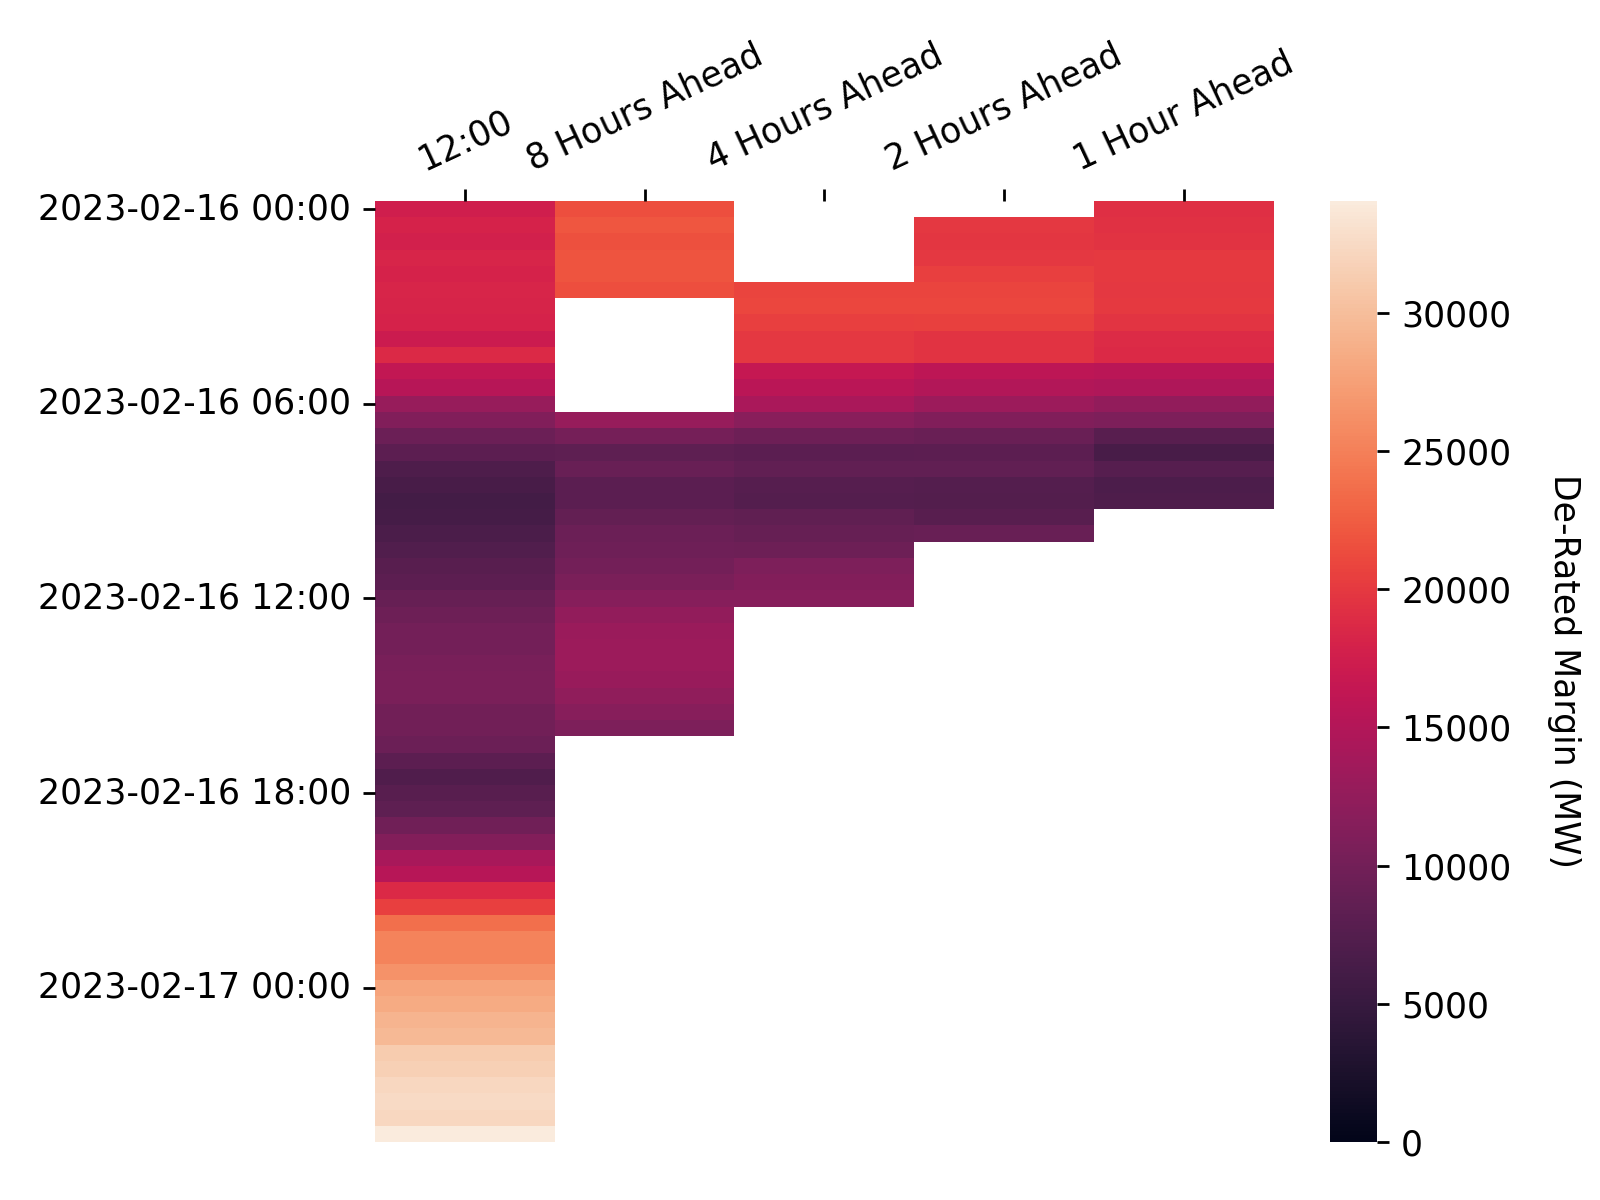 12:00
8 Hours Ahead
4 Hours Ahead
2 Hours Ahead
1 Hour Ahead
2023-02-16 00:00
2023-02-16 06:00
2023-02-16 12:00
2023-02-16 18:00
2023-02-17 00:00
30000
25000
20000
15000
10000
5000
0
De-Rated Margin (MW)